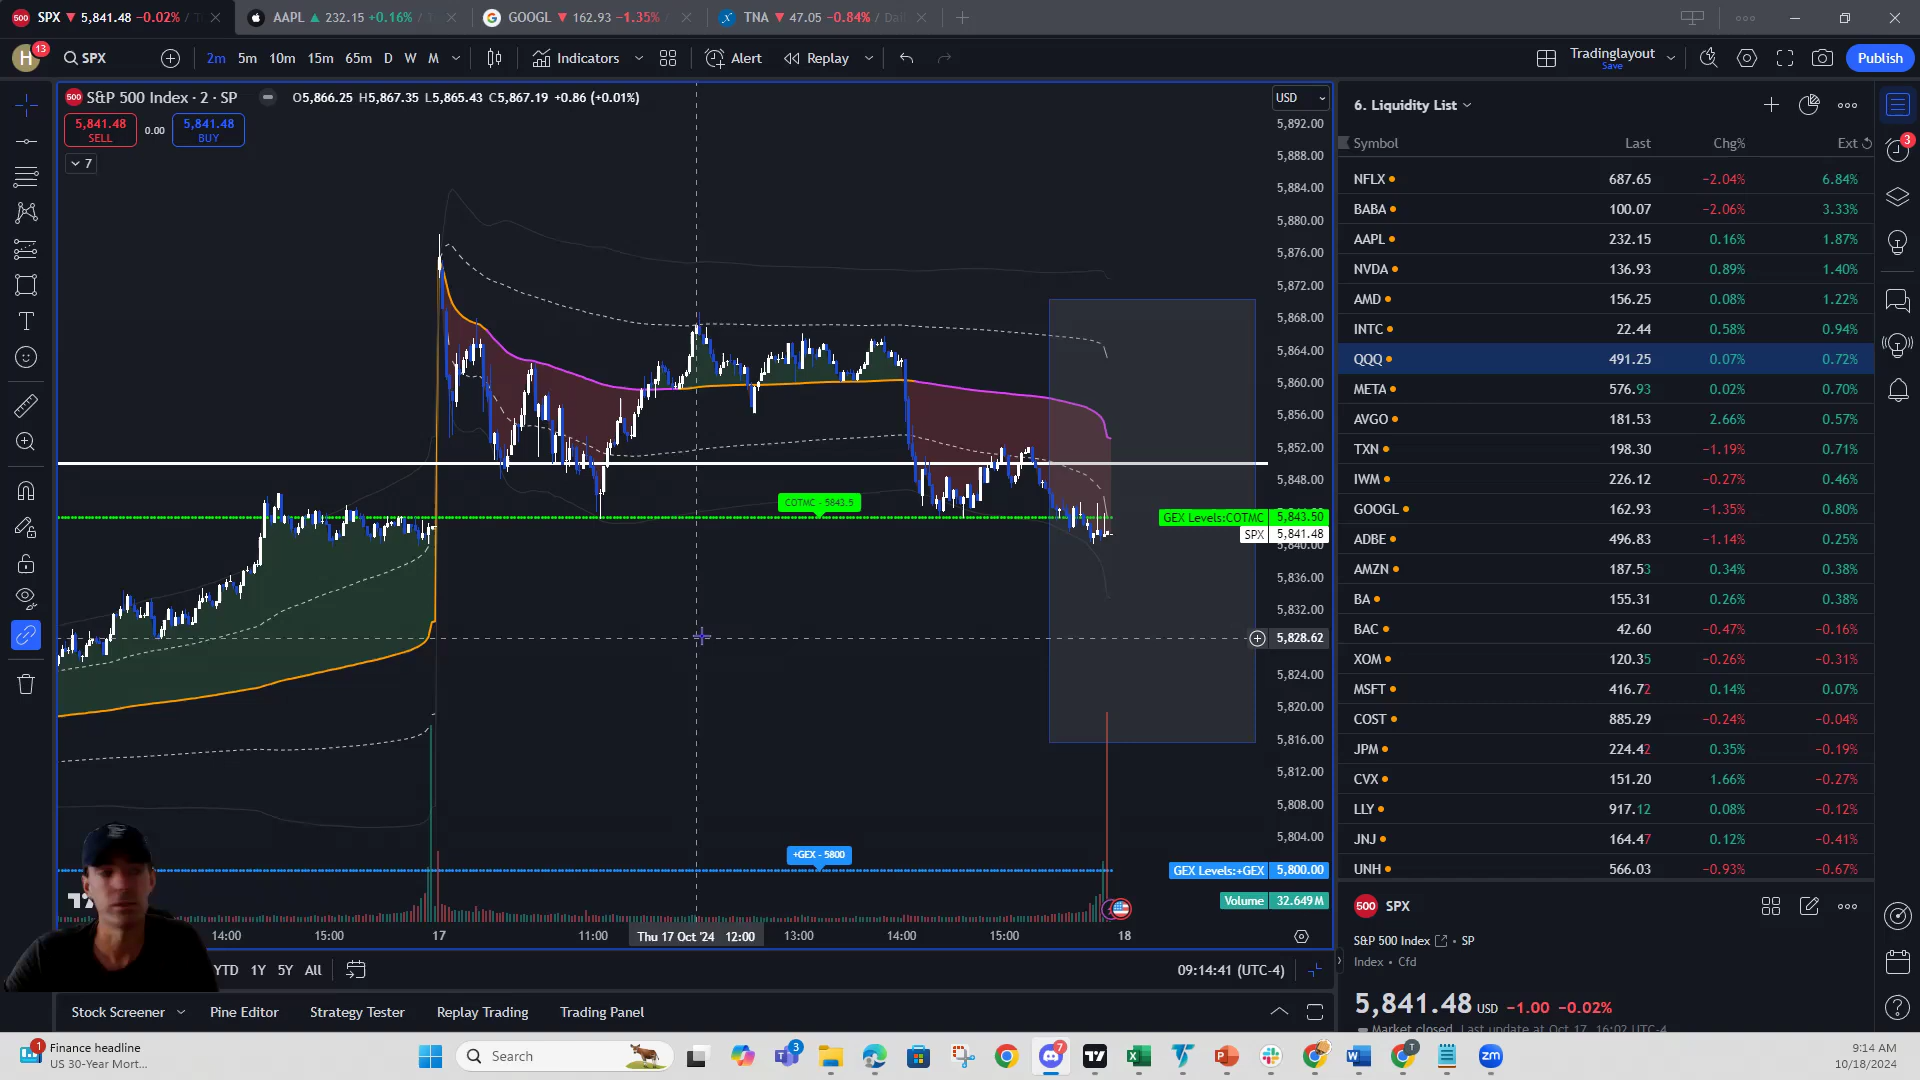 500 SPX ▼ 5,841.48 −0.02% / T
AAPL ▲ 232.15 +0.16% / T
GOOGL ▼ 162.93 −1.35% /
TNA ▼ 47.05 −0.84% / Dail
H 13
SPX
2m 5m 10m 15m 65m D W M
Indicators
Alert
Replay
Tradinglayout
Save
Publish
500 S&P 500 Index · 2 · SP
O5,866.25 H5,867.35 L5,865.43 C5,867.19 +0.86 (+0.01%)
USD
5,841.48
SELL
0.00
5,841.48
BUY
7
5,892.00
5,888.00
5,884.00
5,880.00
5,876.00
5,872.00
5,868.00
5,864.00
5,860.00
5,856.00
5,852.00
5,848.00
COTMC - 5843.5
GEX Levels:COTMC 5,843.50
SPX 5,841.48
5,840.00
5,836.00
5,832.00
5,828.62
5,824.00
5,820.00
5,816.00
5,812.00
5,808.00
5,804.00
+GEX - 5800
GEX Levels:+GEX 5,800.00
Volume 32.649 M
14:00 15:00 17 11:00 Thu 17 Oct '24 12:00 13:00 14:00 15:00 18
YTD 1Y 5Y All
09:14:41 (UTC-4)
Stock Screener
Pine Editor
Strategy Tester
Replay Trading
Trading Panel
6. Liquidity List
Symbol Last Chg% Ext
NFLX 687.65 −2.04% 6.84%
BABA 100.07 −2.06% 3.33%
AAPL 232.15 0.16% 1.87%
NVDA 136.93 0.89% 1.40%
AMD 156.25 0.08% 1.22%
INTC 22.44 0.58% 0.94%
QQQ 491.25 0.07% 0.72%
META 576.93 0.02% 0.70%
AVGO 181.53 2.66% 0.57%
TXN 198.30 −1.19% 0.71%
IWM 226.12 −0.27% 0.46%
GOOGL 162.93 −1.35% 0.80%
ADBE 496.83 −1.14% 0.25%
AMZN 187.53 0.34% 0.38%
BA 155.31 0.26% 0.38%
BAC 42.60 −0.47% −0.16%
XOM 120.35 −0.26% −0.31%
MSFT 416.72 0.14% 0.07%
COST 885.29 −0.24% −0.04%
JPM 224.42 0.35% −0.19%
CVX 151.20 1.66% −0.27%
LLY 917.12 0.08% −0.12%
JNJ 164.47 0.12% −0.41%
UNH 566.03 −0.93% −0.67%
500 SPX
S&P 500 Index · SP
Index · Cfd
5,841.48 USD −1.00 −0.02%
Market closed Last update at Oct 17, 16:02 UTC-4
3
1 Finance headline
US 30-Year Mort...
Search
3
7
T
zm
9:14 AM
10/18/2024